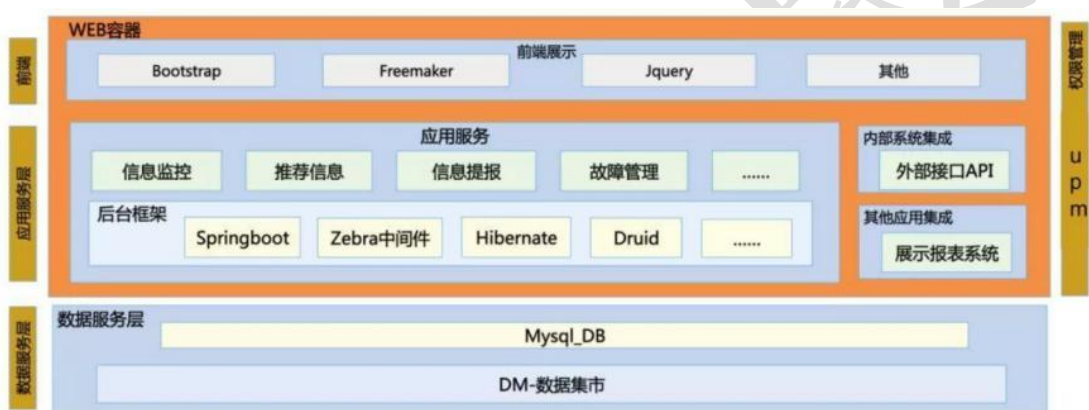 WEB容器
前端
前端展示
Bootstrap
Freemaker
Jquery
其他
权限管理
upm
应用服务层
应用服务
信息监控
推荐信息
信息提报
故障管理
......
后台框架
Springboot
Zebra中间件
Hibernate
Druid
......
内部系统集成
外部接口API
其他应用集成
展示报表系统
数据服务层
数据服务层
Mysql_DB
DM-数据集市